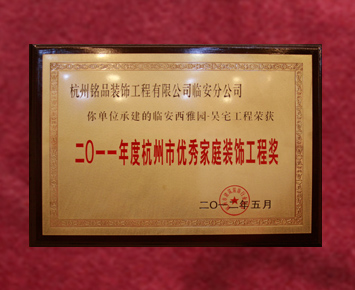 杭州铭品装饰工程有限公司临安分公司
你单位承建的临安西雅园·吴宅工程荣获
二〇一一年度杭州市优秀家庭装饰工程奖
二〇一二年五月